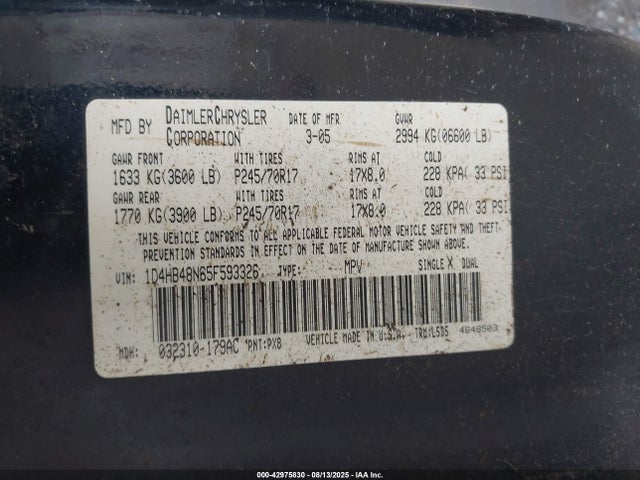 MFD BY DAIMLERCHRYSLER CORPORATION DATE OF MFR 3-05 GVWR 2994 KG(06600 LB)
GAWR FRONT WITH TIRES RIMS AT COLD
1633 KG(3600 LB) P245/70R17 17X8.0 228 KPA( 33 PSI
GAWR REAR WITH TIRES RIMS AT COLD
1770 KG(3900 LB) P245/70R17 17X8.0 228 KPA( 33 PSI
THIS VEHICLE CONFORMS TO ALL APPLICABLE FEDERAL MOTOR VEHICLE SAFETY AND THEFT
PREVENTION STANDARDS IN EFFECT ON THE DATE OF MANUFACTURE SHOWN ABOVE.
VIN: 1D4HB48N65F593326 TYPE: MPV SINGLE X DUAL
MDH: 032310-179AC PNT:PX8 VEHICLE MADE IN U.S.A. TRM:L5D5 4648503
000-42975830 - 08/13/2025 - IAA Inc.